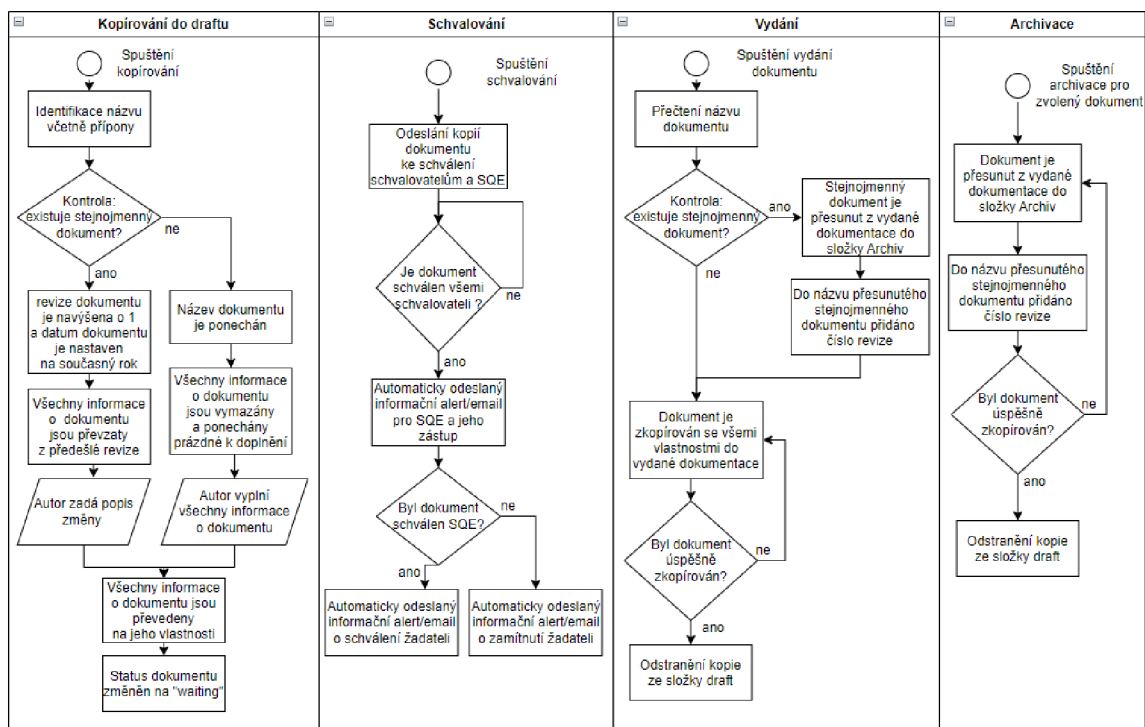 Kopírování do draftu
Spuštění
kopírování
Identifikace názvu
včetně přípony
Kontrola:
existuje stejnojmenný
dokument?
ne
ano
revize dokumentu
je navýšena o 1
a datum dokumentu
je nastaven
na současný rok
Název dokumentu
je ponechán
Všechny informace
o dokumentu
jsou převzaty
z předešlé revize
Všechny informace
o dokumentu
jsou vymazány
a ponechány
prázdné k doplnění
Autor zadá popis
změny
Autor vyplní
všechny informace
o dokumentu
Všechny informace
o dokumentu jsou
převedeny
na jeho vlastnosti
Status dokumentu
změněn na "waiting"
Schvalování
Spuštění
schvalování
Odeslání kopií
dokumentu
ke schválení
schvalovatelům a SQE
Je dokument
schválen všemi
schvalovateli ?
ne
ano
Automaticky odeslaný
informační alert/email
pro SQE a jeho
zástup
Byl dokument
schválen SQE?
ne
ano
Automaticky odeslaný
informační alert/email
o schválení žadateli
Automaticky odeslaný
informační alert/email
o zamítnutí žadateli
Vydání
Spuštění vydání
dokumentu
Přečtení názvu
dokumentu
Kontrola:
existuje stejnojmenný
dokument?
ano
ne
Stejnojmenný
dokument je
přesunut z vydané
dokumentace do
složky Archiv
Do názvu přesunutého
stejnojmenného
dokumentu přidáno
číslo revize
Dokument je
zkopírován se všemi
vlastnostmi do
vydané dokumentace
Byl dokument
úspěšně
zkopírován?
ne
ano
Odstranění kopie
ze složky draft
Archivace
Spuštění
archivace pro
zvolený dokument
Dokument je
přesunut z vydané
dokumentace do
složky Archiv
Do názvu přesunutého
stejnojmenného
dokumentu přidáno
číslo revize
Byl dokument
úspěšně
zkopírován?
ne
ano
Odstranění kopie
ze složky draft